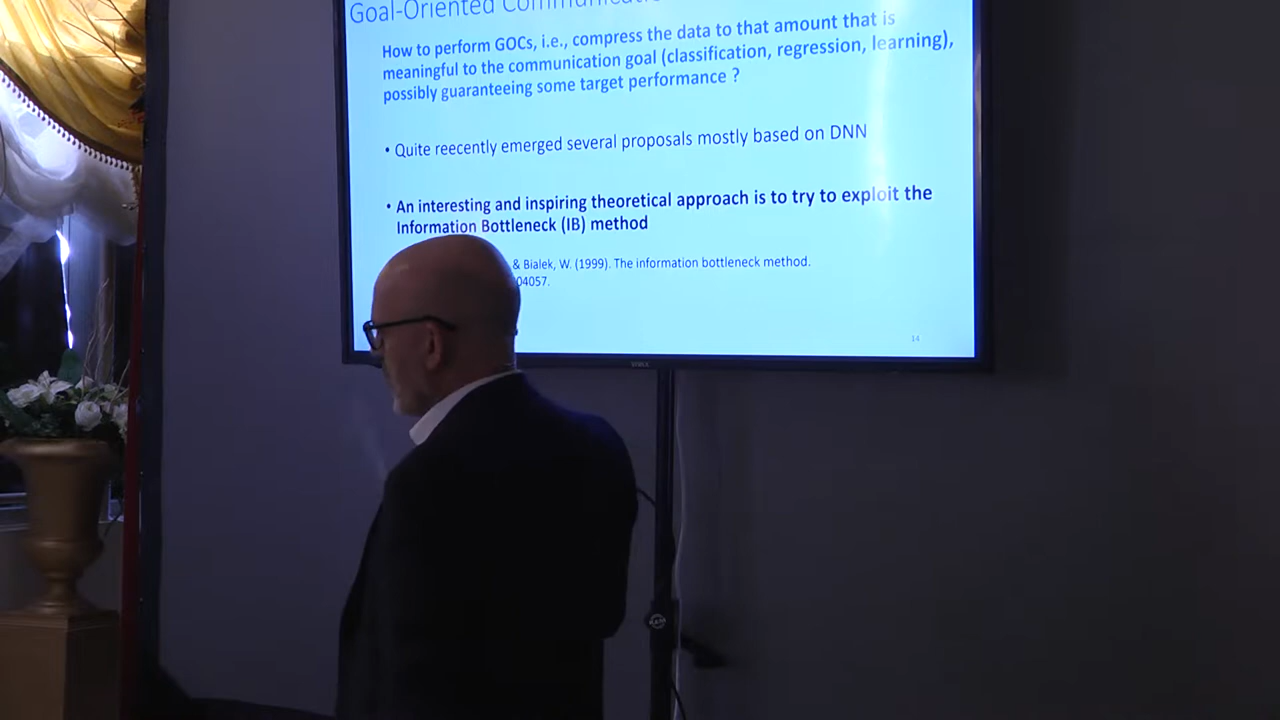 Goal-Oriented
How to perform GOCs, i.e., compress the data to that amount that is
meaningful to the communication goal (classification, regression, learning),
possibly guaranteeing some target performance ?
• Quite reecently emerged several proposals mostly based on DNN
• An interesting and inspiring theoretical approach is to try to exploit the
Information Bottleneck (IB) method
& Bialek, W. (1999). The information bottleneck method.
04057.
14